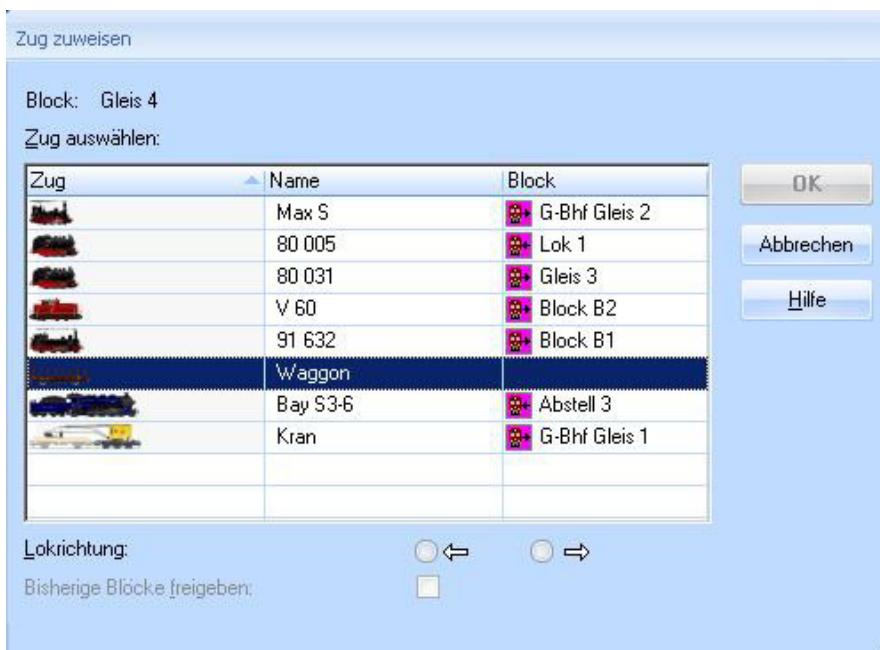 Zug zuweisen
Block: Gleis 4
Zug auswählen:
Zug Name Block
Max S G-Bhf Gleis 2
80 005 Lok 1
80 031 Gleis 3
V 60 Block B2
91 632 Block B1
Waggon
Bay S3-6 Abstell 3
Kran G-Bhf Gleis 1
OK
Abbrechen
Hilfe
Lokrichtung:
Bisherige Blöcke freigeben: